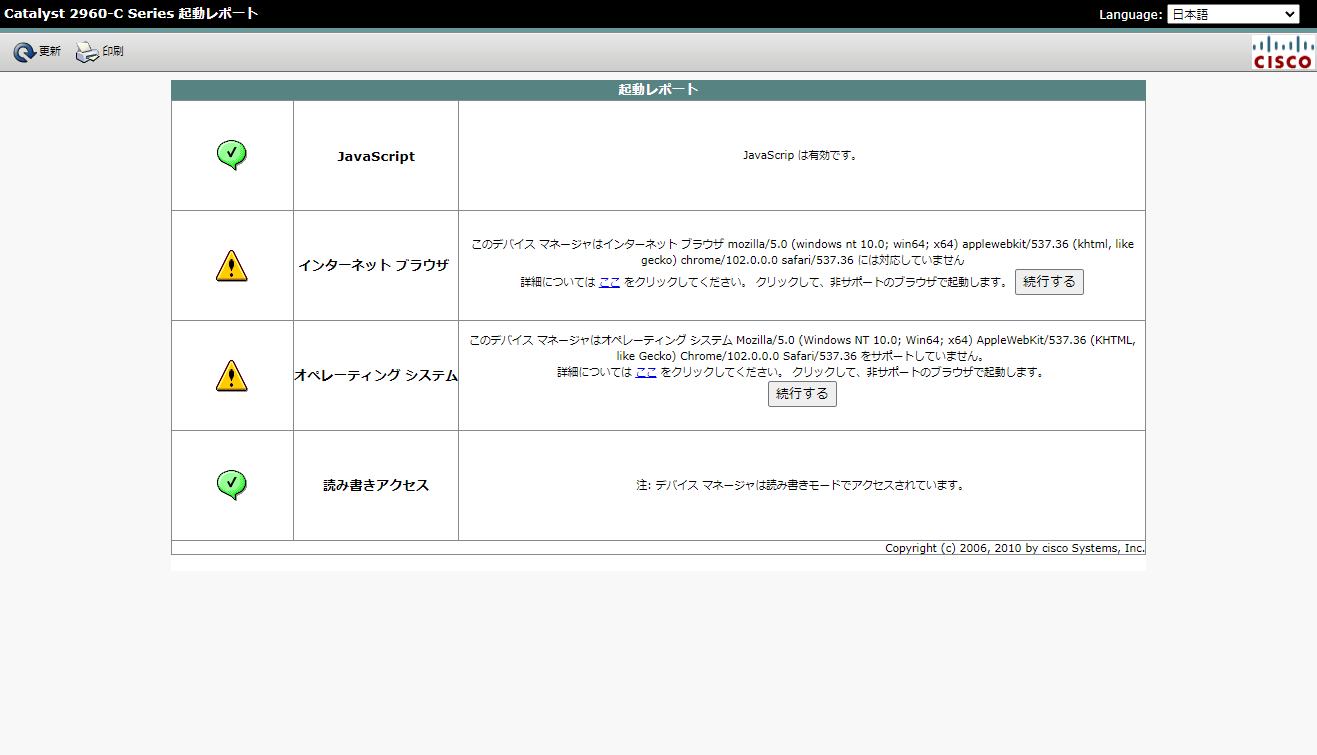 Catalyst 2960-C Series 起動レポート
Language: 日本語
更新 印刷
CISCO
起動レポート
JavaScript
JavaScrip は有効です。
インターネット ブラウザ
このデバイス マネージャはインターネット ブラウザ mozilla/5.0 (windows nt 10.0; win64; x64) applewebkit/537.36 (khtml, like
gecko) chrome/102.0.0.0 safari/537.36 には対応していません
詳細については ここ をクリックしてください。 クリックして、非サポートのブラウザで起動します。 続行する
オペレーティング システム
このデバイス マネージャはオペレーティング システム Mozilla/5.0 (Windows NT 10.0; Win64; x64) AppleWebKit/537.36 (KHTML,
like Gecko) Chrome/102.0.0.0 Safari/537.36 をサポートしていません。
詳細については ここ をクリックしてください。 クリックして、非サポートのブラウザで起動します。
続行する
読み書きアクセス
注: デバイス マネージャは読み書きモードでアクセスされています。
Copyright (c) 2006, 2010 by cisco Systems, Inc.